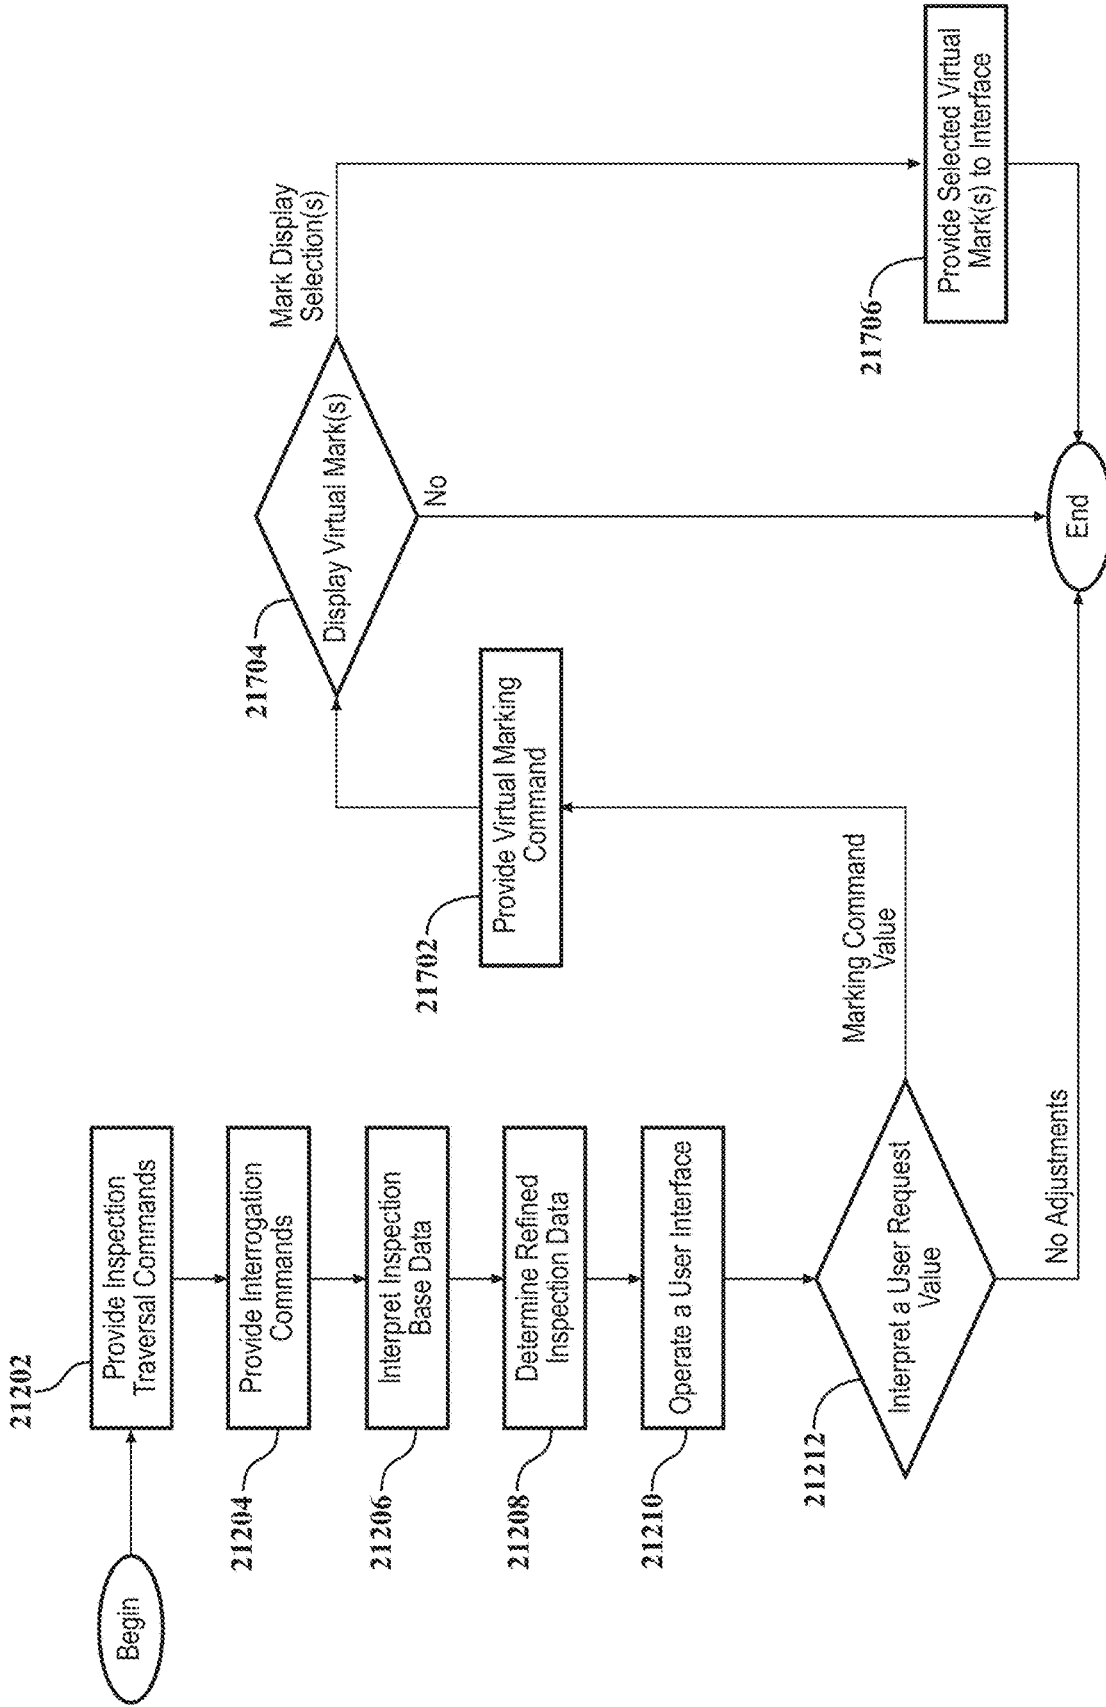 Begin
21202
Provide Inspection
Traversal Commands
21204
Provide Interrogation
Commands
21206
Interpret Inspection
Base Data
21208
Determine Refined
Inspection Data
21210
Operate a User Interface
21212
Interpret a User Request
Value
Marking Command
Value
No Adjustments
21702
Provide Virtual Marking
Command
21704
Display Virtual Mark(s)
Mark Display
Selection(s)
No
21706
Provide Selected Virtual
Mark(s) to Interface
End